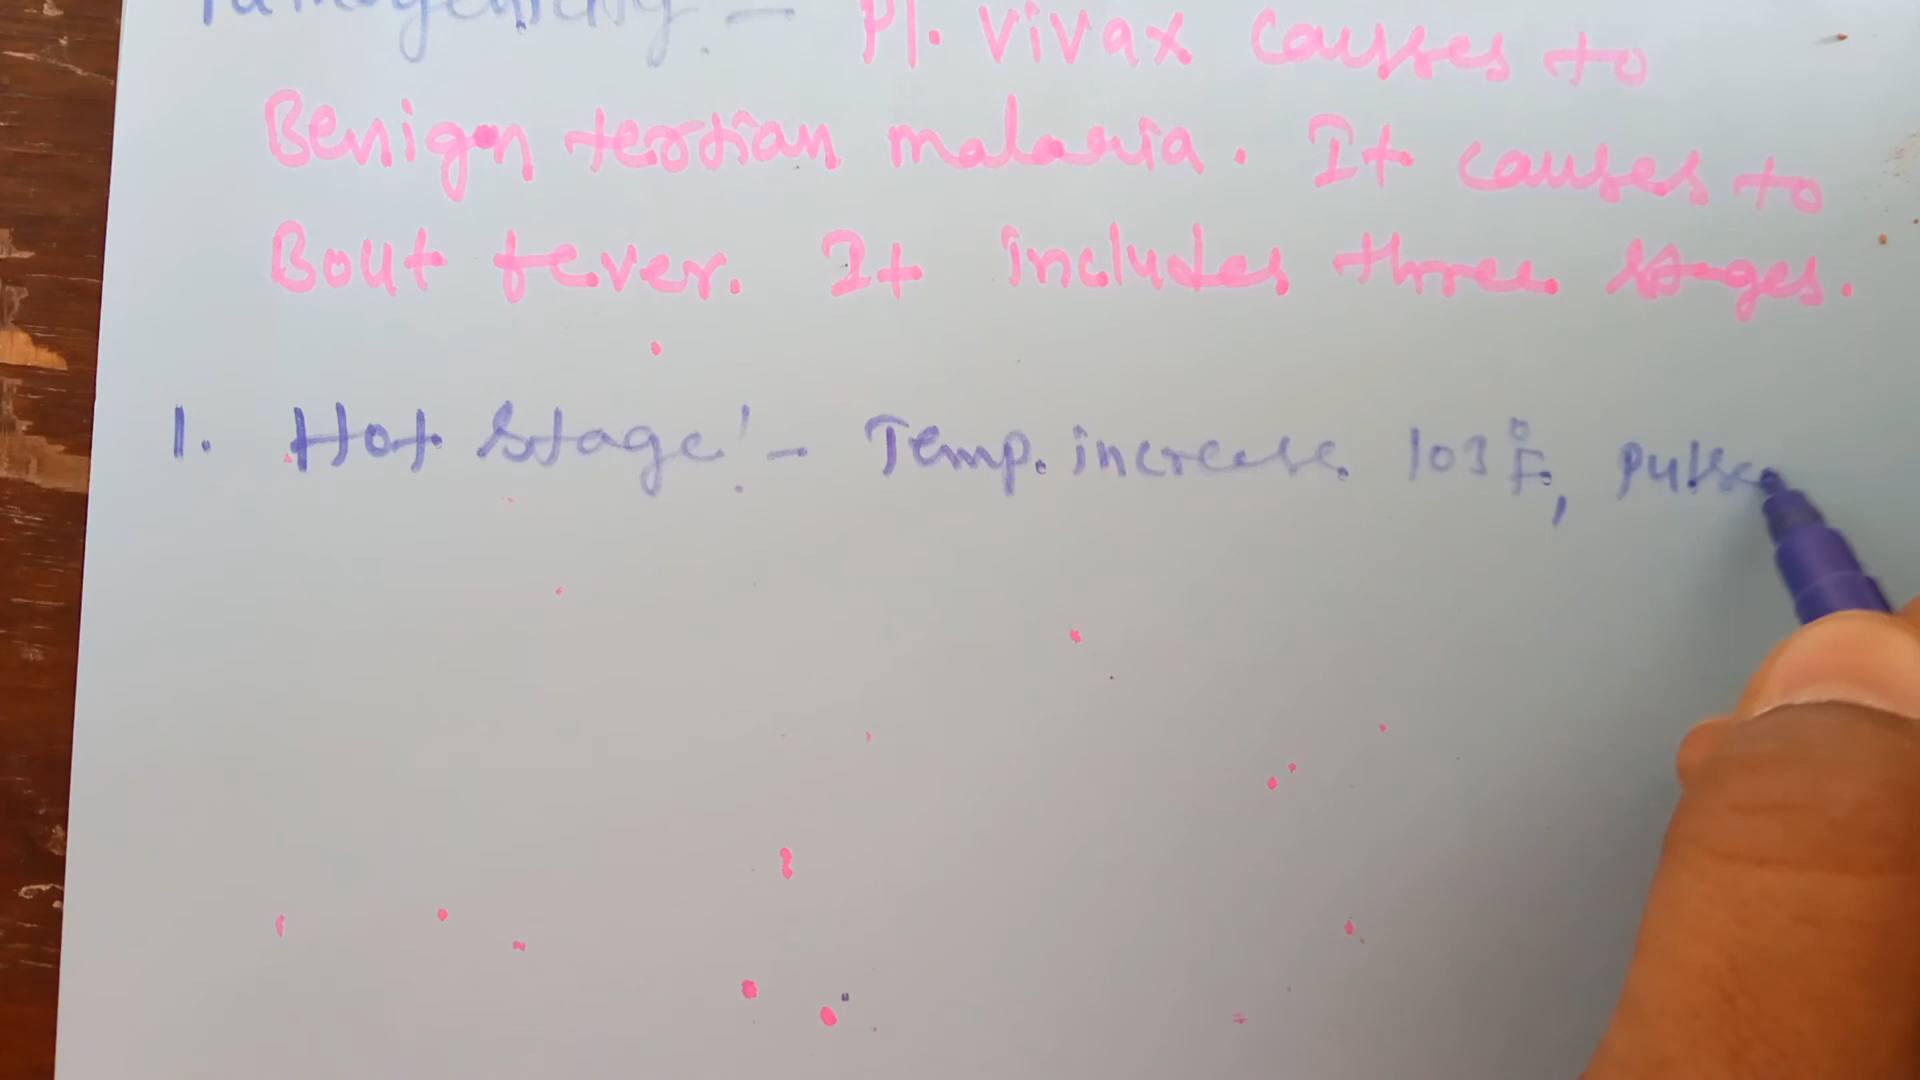 Pathogenicity :- Pl. vivax causes to
Benign tertian malaria. It causes to
Bout fever. It includes three stages.
1. Hot stage :- Temp. increase 103°F, pulse